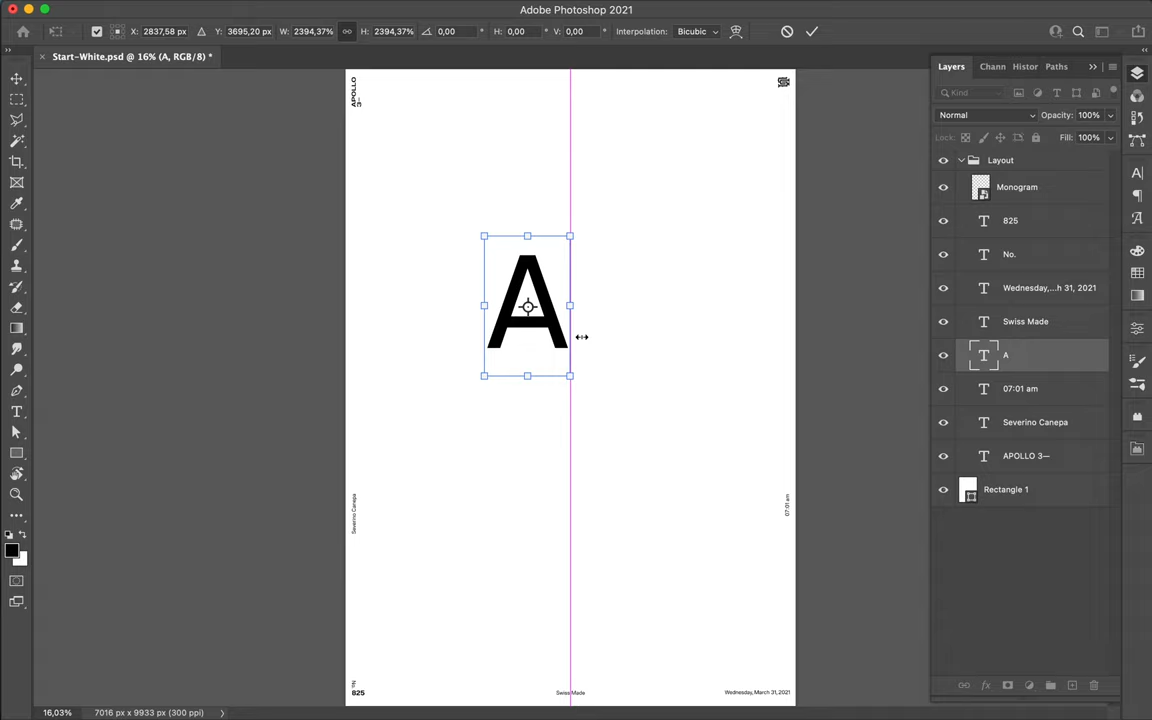 Adobe Photoshop 2021
X: 2837,58 px
Y: 3695,20 px
W: 2394,37%
H: 2394,37%
0,00 °
H: 0,00 °
V: 0,00 °
Interpolation: Bicubic
Start-White.psd @ 16% (A, RGB/8) *
Layers Chann Histor Paths
Kind
Normal
Opacity: 100%
Lock:
Fill: 100%
Layout
Monogram
T 825
T No.
T Wednesday,...h 31, 2021
T Swiss Made
T A
T 07:01 am
T Severino Canepa
T APOLLO 3—
Rectangle 1
APOLLO
3—
A
Severino Canepa
07:01 am
825
Swiss Made
Wednesday, March 31, 2021
16,03%
7016 px x 9933 px (300 ppi)